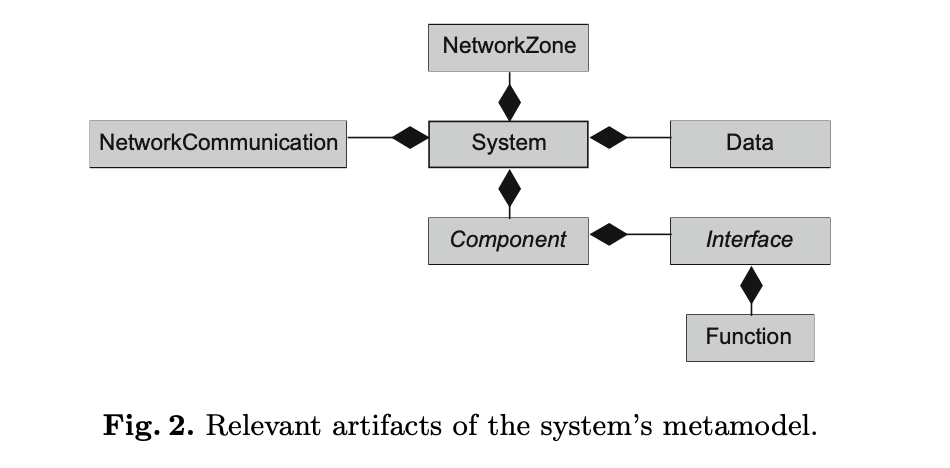 NetworkZone
NetworkCommunication
System
Data
Component
Interface
Function
Fig. 2. Relevant artifacts of the system's metamodel.